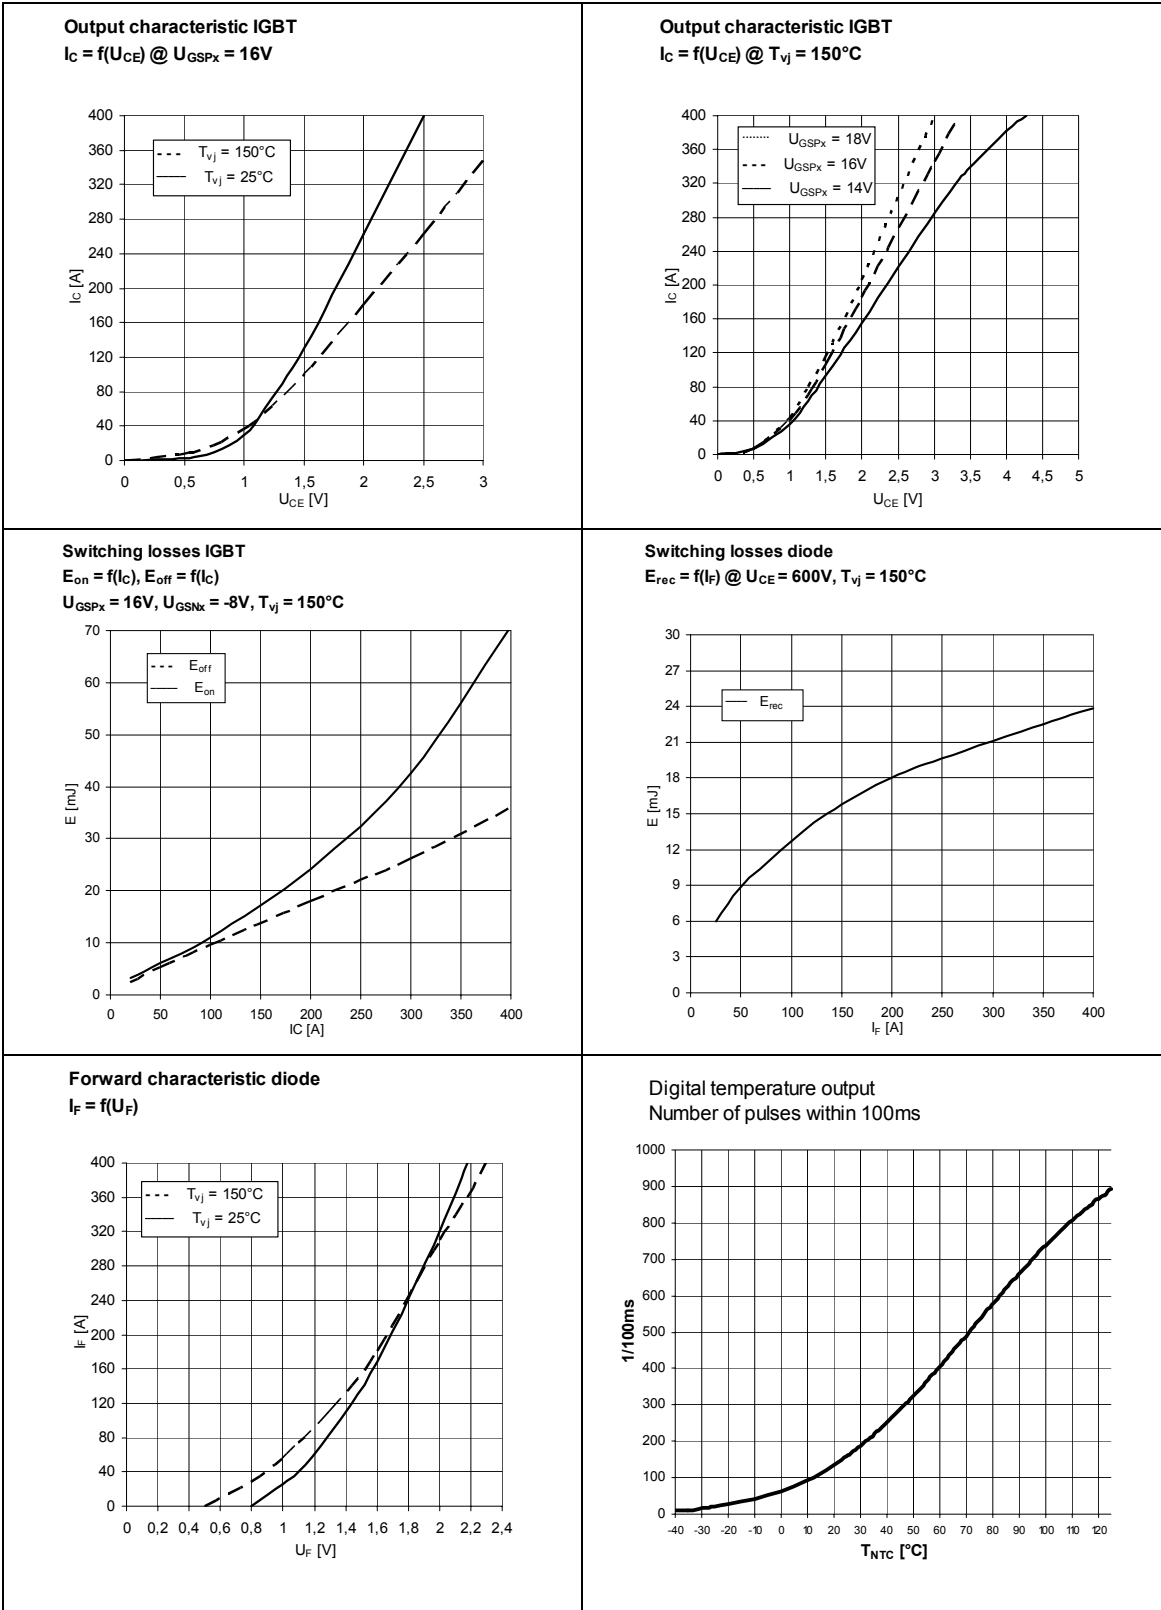 Output characteristic IGBT
I_C = f(U_CE) @ U_GSPx = 16V
400
360
320
280
240
200
160
120
80
40
0
I_C [A]
T_vj = 150°C
T_vj = 25°C
0 0,5 1 1,5 2 2,5 3
U_CE [V]
Output characteristic IGBT
I_C = f(U_CE) @ T_vj = 150°C
400
360
320
280
240
200
160
120
80
40
0
I_C [A]
U_GSPx = 18V
U_GSPx = 16V
U_GSPx = 14V
0 0,5 1 1,5 2 2,5 3 3,5 4 4,5 5
U_CE [V]
Switching losses IGBT
E_on = f(I_C), E_off = f(I_C)
U_GSPx = 16V, U_GSNx = -8V, T_vj = 150°C
70
60
50
40
30
20
10
0
E [mJ]
E_off
E_on
0 50 100 150 200 250 300 350 400
IC [A]
Switching losses diode
E_rec = f(I_F) @ U_CE = 600V, T_vj = 150°C
30
27
24
21
18
15
12
9
6
3
0
E [mJ]
E_rec
0 50 100 150 200 250 300 350 400
I_F [A]
Forward characteristic diode
I_F = f(U_F)
400
360
320
280
240
200
160
120
80
40
0
I_F [A]
T_vj = 150°C
T_vj = 25°C
0 0,2 0,4 0,6 0,8 1 1,2 1,4 1,6 1,8 2 2,2 2,4
U_F [V]
Digital temperature output
Number of pulses within 100ms
1000
900
800
700
600
500
400
300
200
100
0
1/100ms
-40 -30 -20 -10 0 10 20 30 40 50 60 70 80 90 100 110 120
T_NTC [°C]